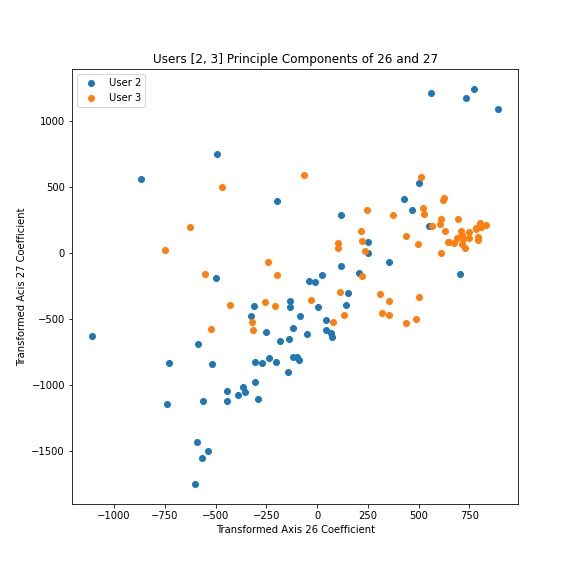 Users [2, 3] Principle Components of 26 and 27
User 2
User 3
Transformed Axis 27 Coefficient
1000
500
0
−500
−1000
−1500
−1000
−750
−500
−250
0
250
500
750
Transformed Axis 26 Coefficient